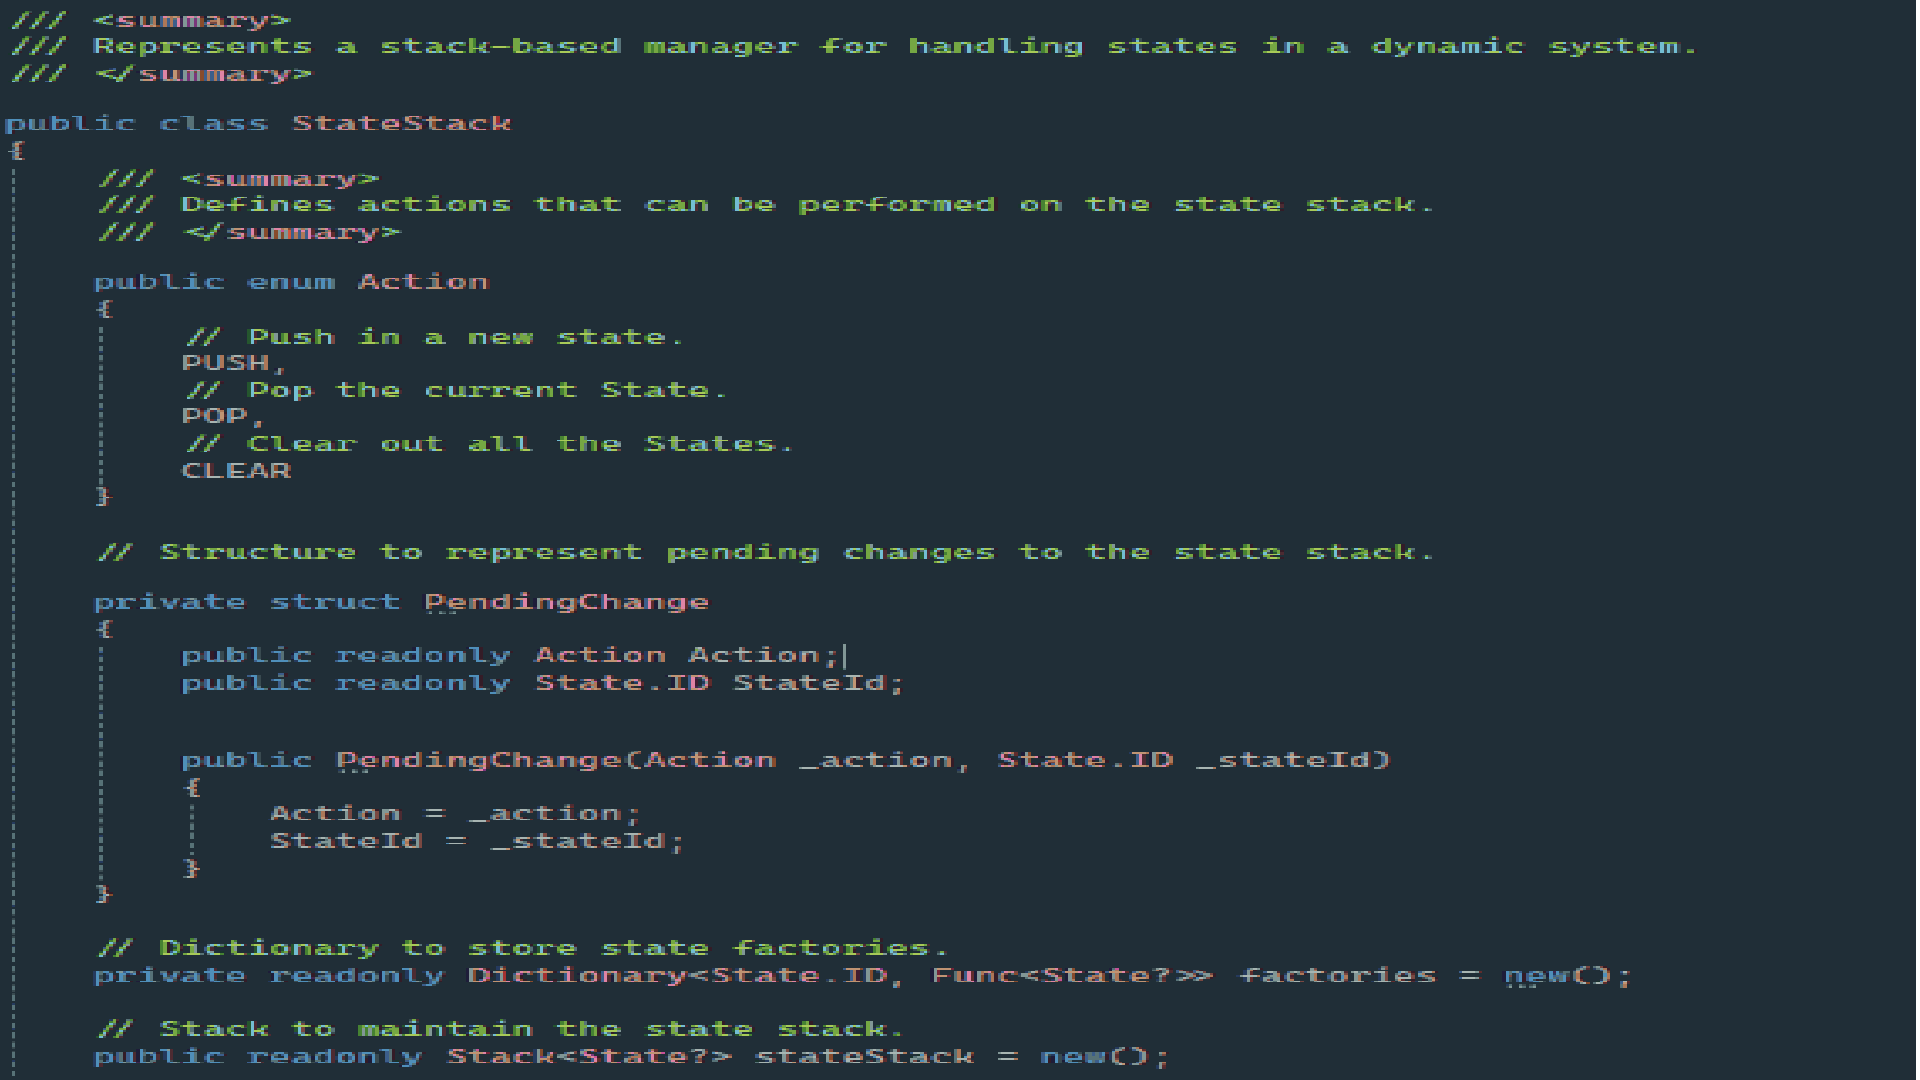 /// <summary>
/// Represents a stack-based manager for handling states in a dynamic system.
/// </summary>
public class StateStack
{
/// <summary>
/// Defines actions that can be performed on the state stack.
/// </summary>
public enum Action
{
// Push in a new state.
PUSH,
// Pop the current State.
POP,
// Clear out all the States.
CLEAR
}
// Structure to represent pending changes to the state stack.
private struct PendingChange
{
public readonly Action Action;
public readonly State.ID StateId;
public PendingChange(Action _action, State.ID _stateId)
{
Action = _action;
StateId = _stateId;
}
}
// Dictionary to store state factories.
private readonly Dictionary<State.ID, Func<State?>> factories = new();
// Stack to maintain the state stack.
public readonly Stack<State?> stateStack = new();